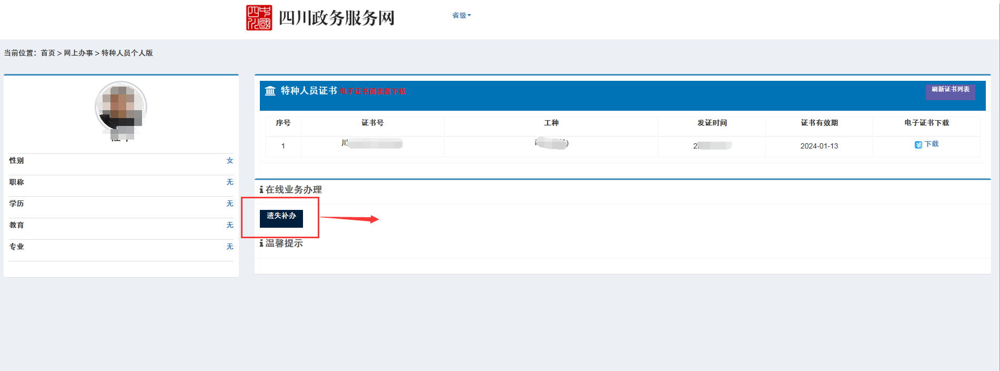 四川政务服务网
省级
当前位置：首页 > 网上办事 > 特种人员个人版
性别 女
职称 无
学历 无
教育 无
专业 无
特种人员证书 电子证书阅读器下载
刷新证书列表
序号 证书号 工种 发证时间 证书有效期 电子证书下载
1 川 ) 2 2024-01-13 下载
在线业务办理
遗失补办
温馨提示